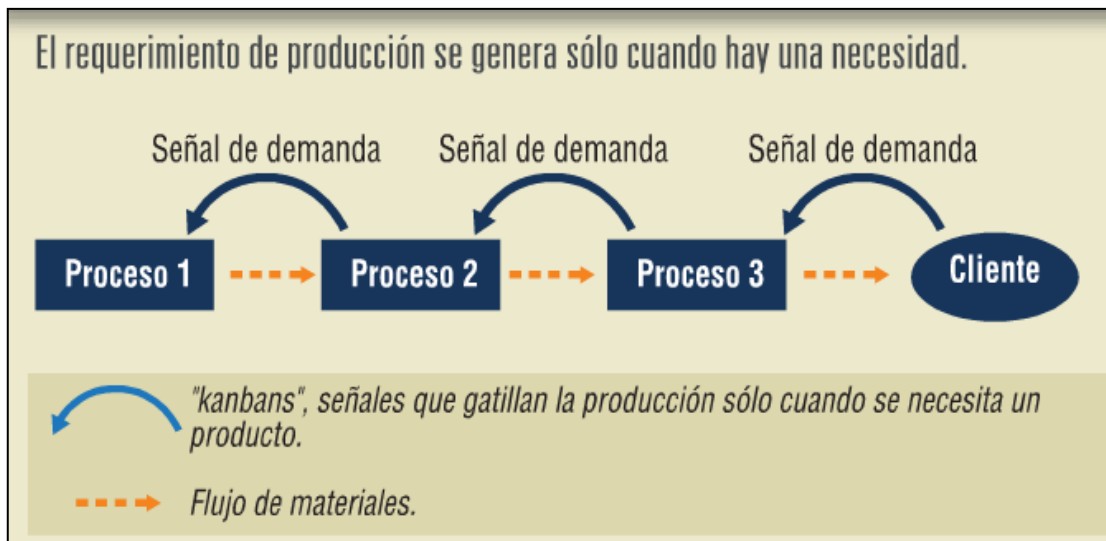 El requerimiento de producción se genera sólo cuando hay una necesidad.
Señal de demanda Señal de demanda Señal de demanda
Proceso 1 Proceso 2 Proceso 3 Cliente
"kanbans", señales que gatillan la producción sólo cuando se necesita un
producto.
Flujo de materiales.